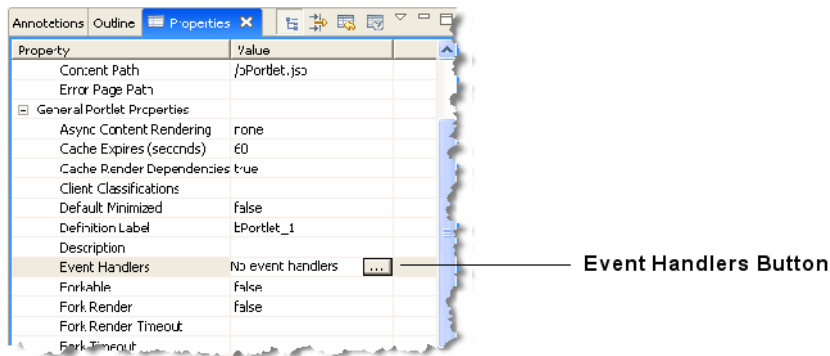 Annotations Outline Properties
Property Value
Content Path /bPortlet.jsp
Error Page Path
General Portlet Properties
Async Content Rendering none
Cache Expires (seconds) 60
Cache Render Dependencies true
Client Classifications
Default Minimized false
Definition Label bPortlet_1
Description
Event Handlers No event handlers ... Event Handlers Button
Forkable false
Fork Render false
Fork Render Timeout
Fork Timeout